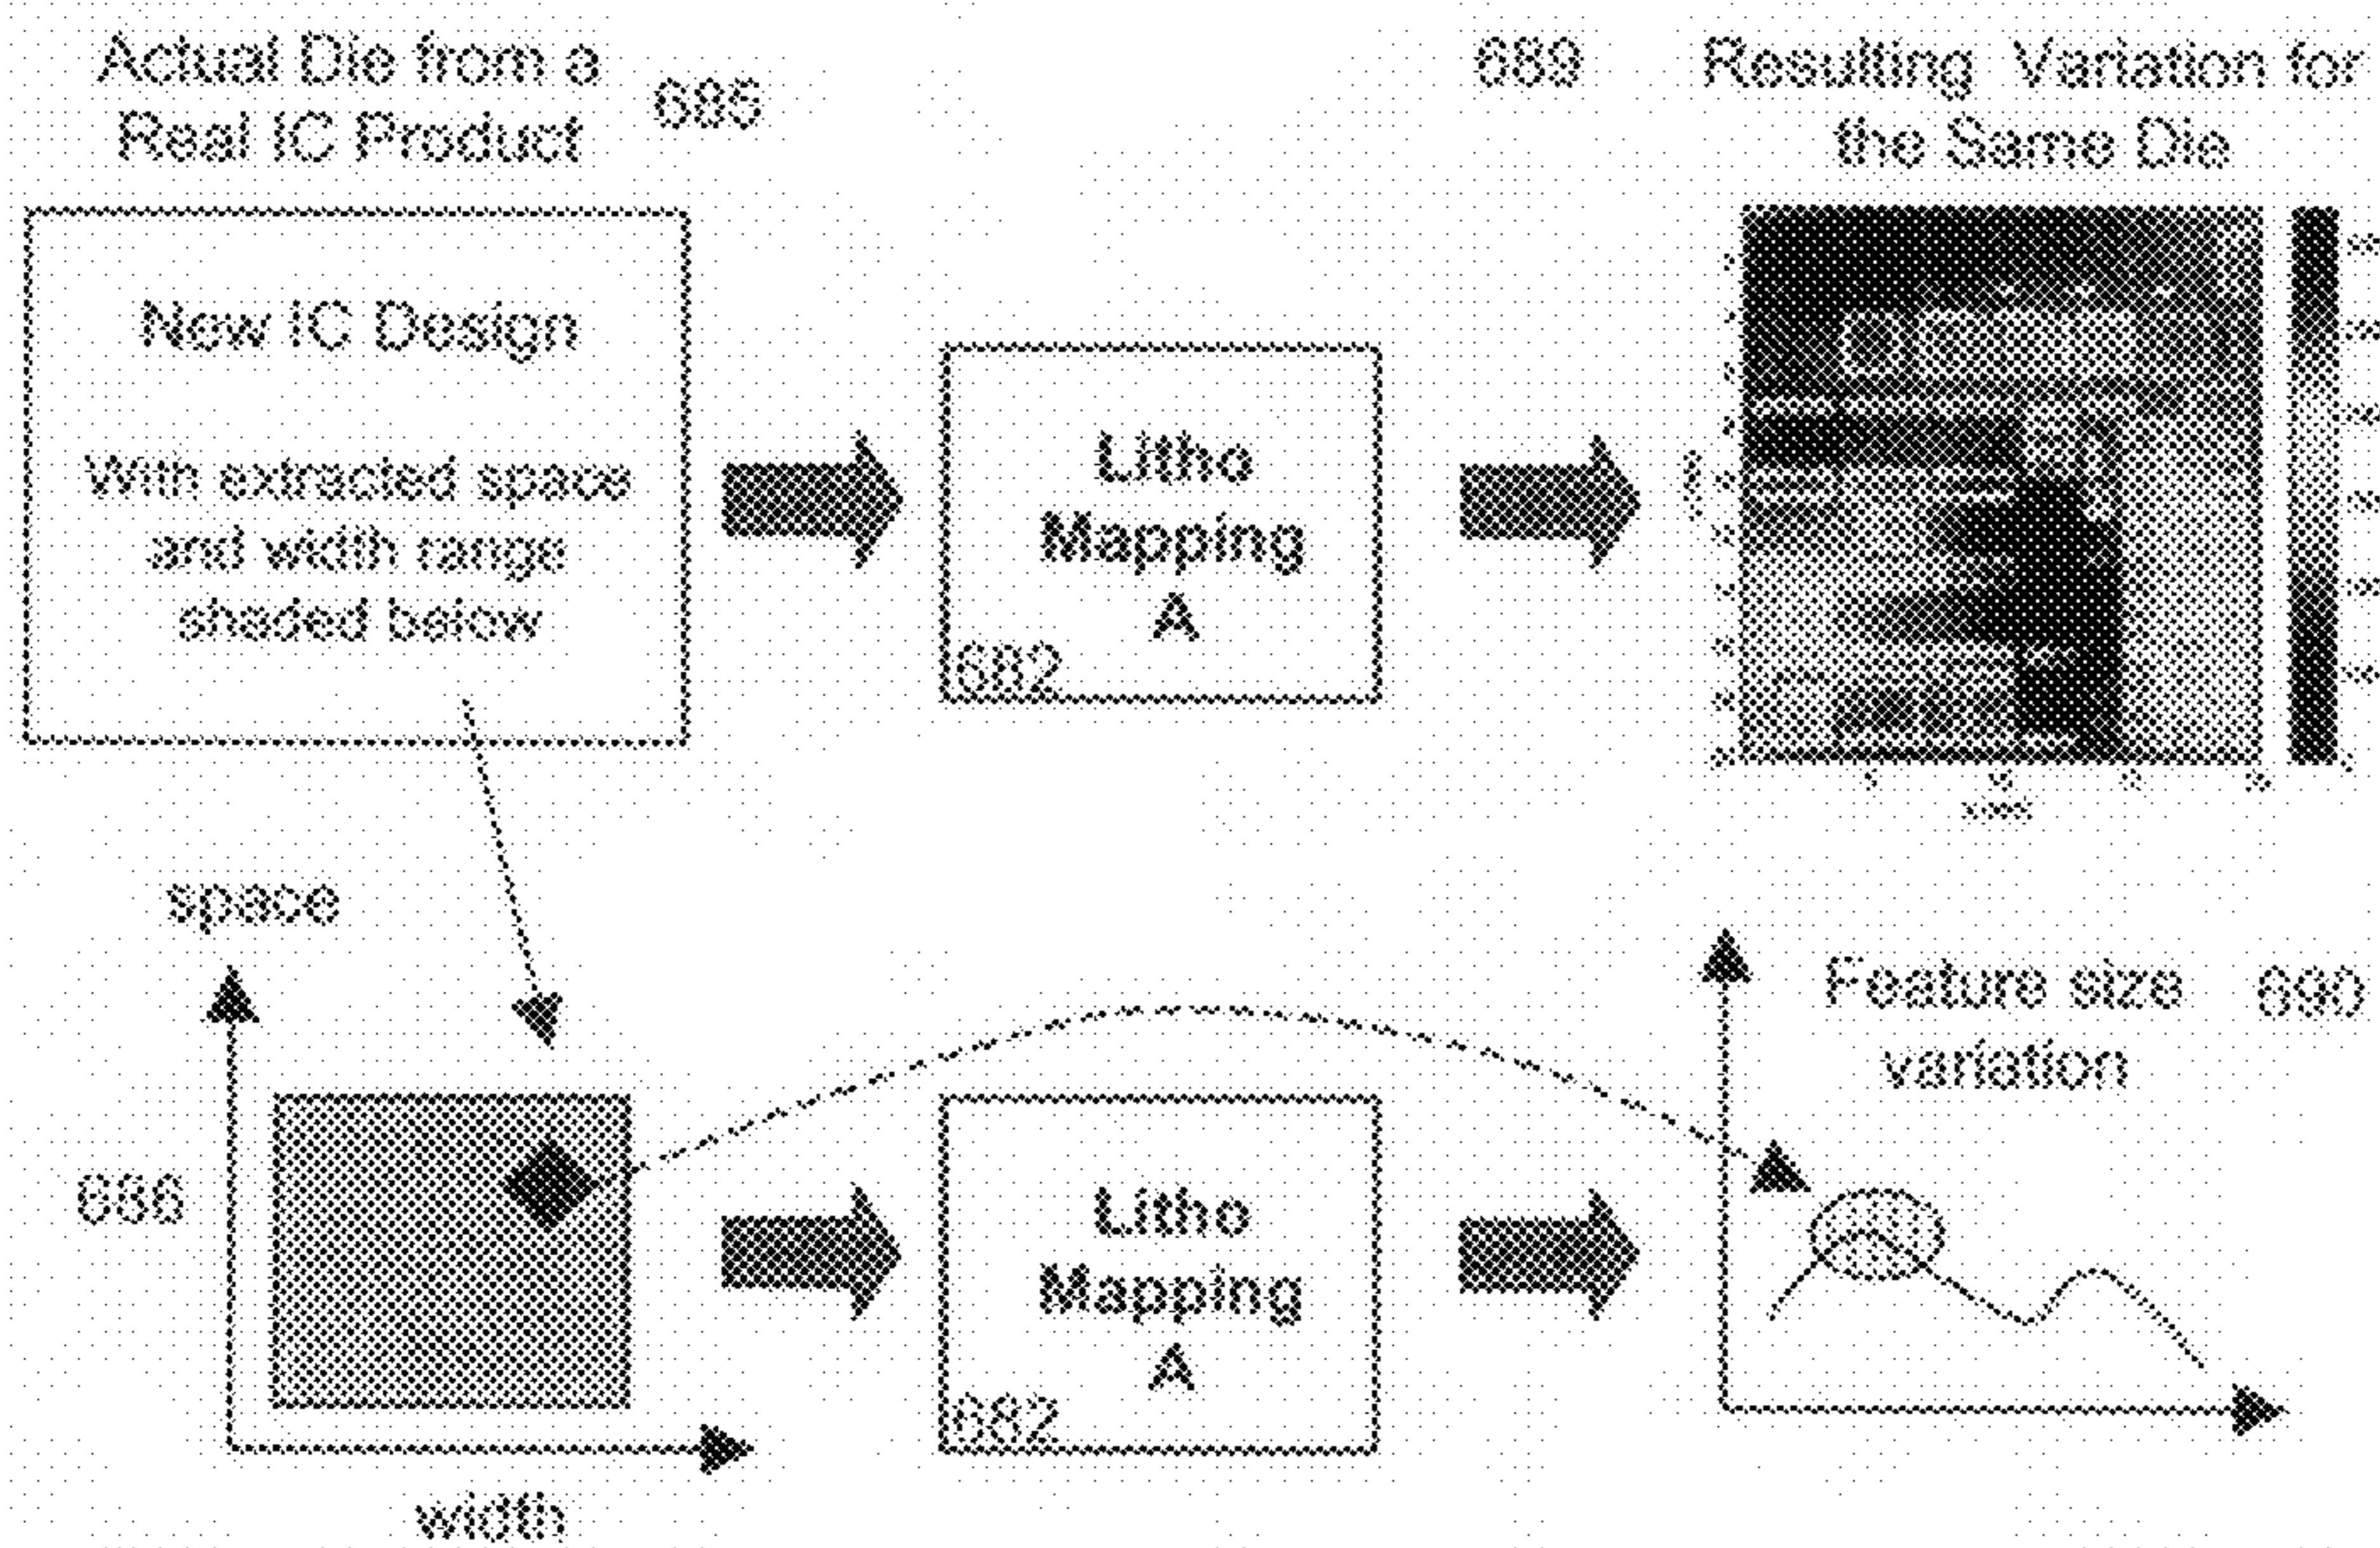 Actual Die from a
Real IC Product
685
689
Resulting Variation for
the Same Die
New IC Design
With extracted space
and width range
shaded below
Litho
Mapping
A
682
space
686
width
Litho
Mapping
A
682
Feature size
variation
690